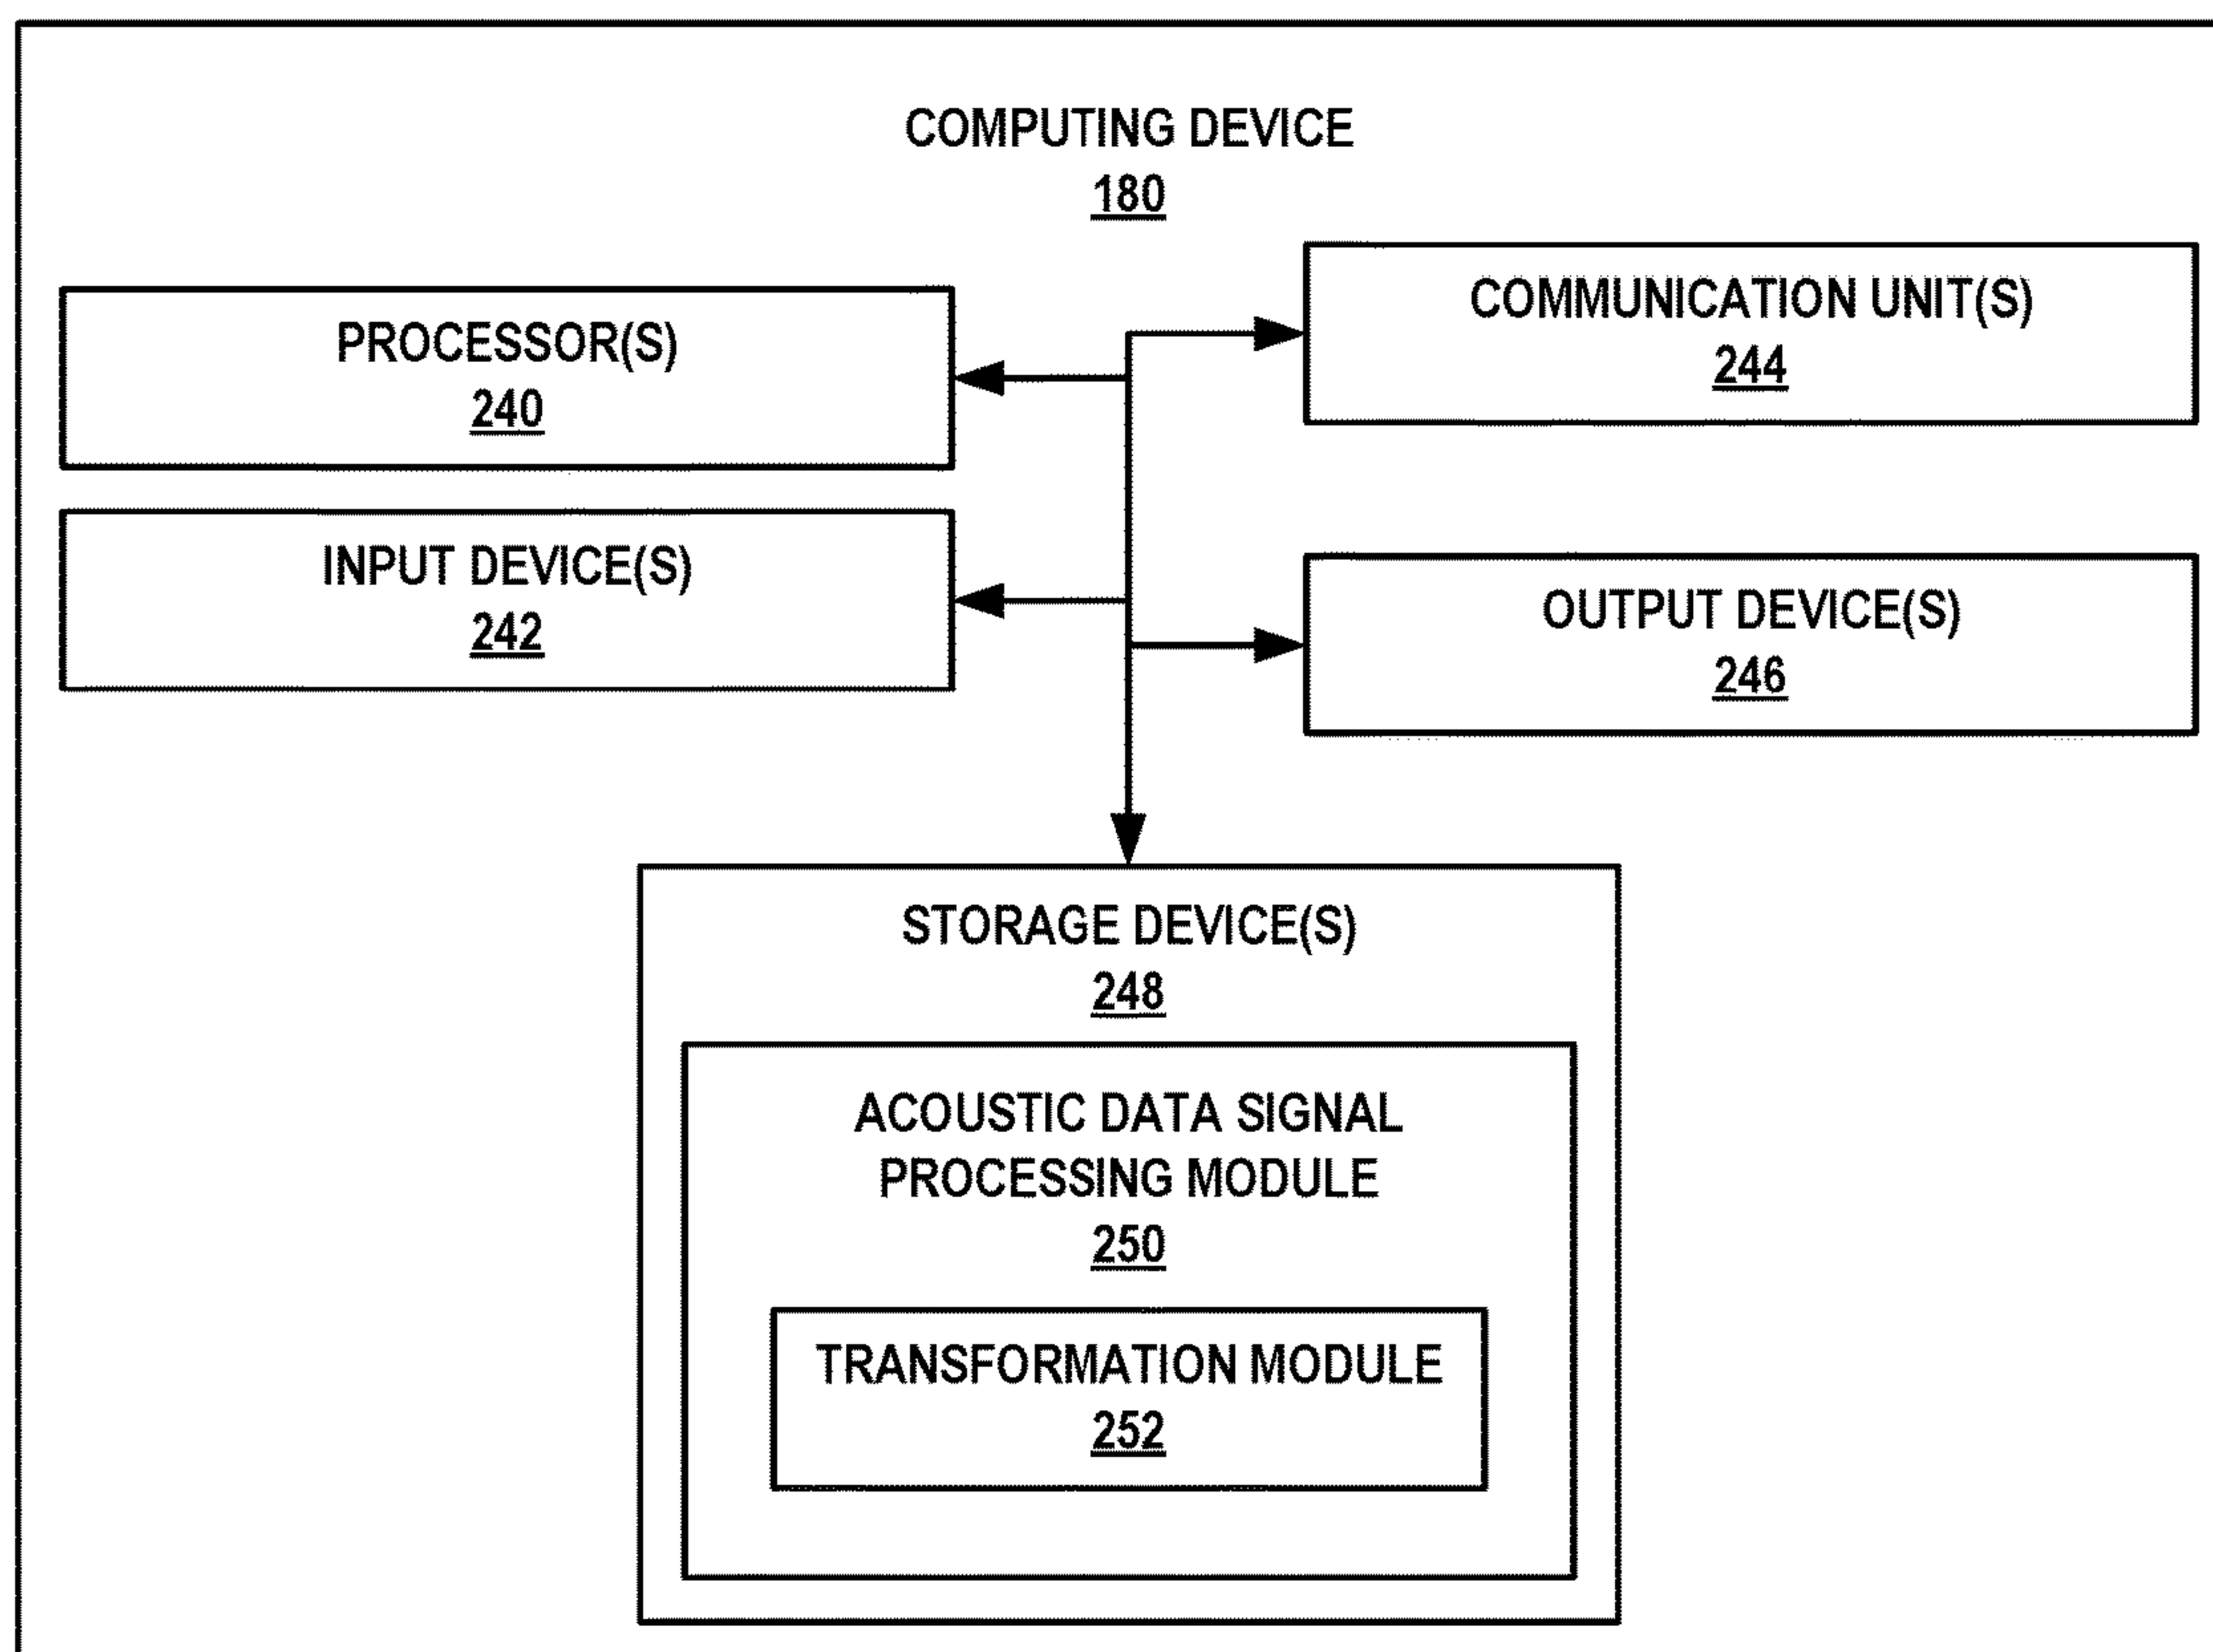 COMPUTING DEVICE
180
PROCESSOR(S)
240
COMMUNICATION UNIT(S)
244
INPUT DEVICE(S)
242
OUTPUT DEVICE(S)
246
STORAGE DEVICE(S)
248
ACOUSTIC DATA SIGNAL
PROCESSING MODULE
250
TRANSFORMATION MODULE
252